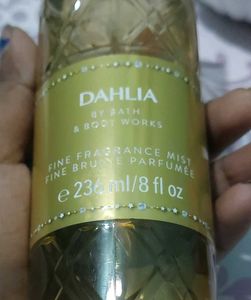 DAHLIA
BY BATH
& BODY WORKS
FINE FRAGRANCE MIST
FINE BRUME PARFUMÉE
e 236 ml/8 fl oz